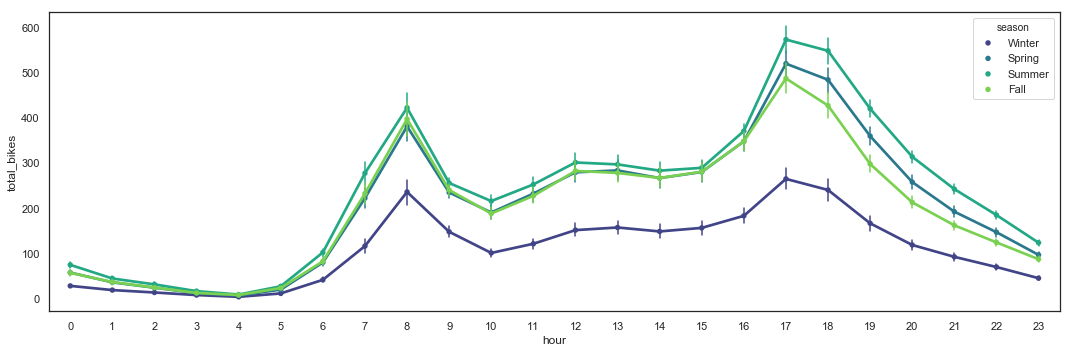 600
500
400
300
200
100
0
total_bikes
season
Winter
Spring
Summer
Fall
0 1 2 3 4 5 6 7 8 9 10 11 12 13 14 15 16 17 18 19 20 21 22 23
hour